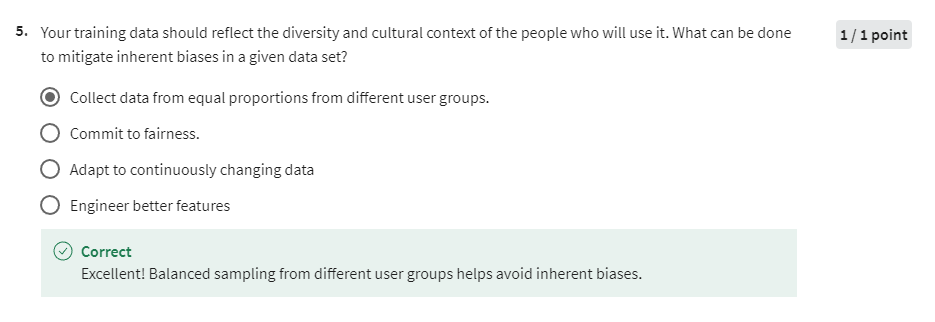 5. Your training data should reflect the diversity and cultural context of the people who will use it. What can be done
1 / 1 point
to mitigate inherent biases in a given data set?
Collect data from equal proportions from different user groups.
Commit to fairness.
Adapt to continuously changing data
Engineer better features
Correct
Excellent! Balanced sampling from different user groups helps avoid inherent biases.